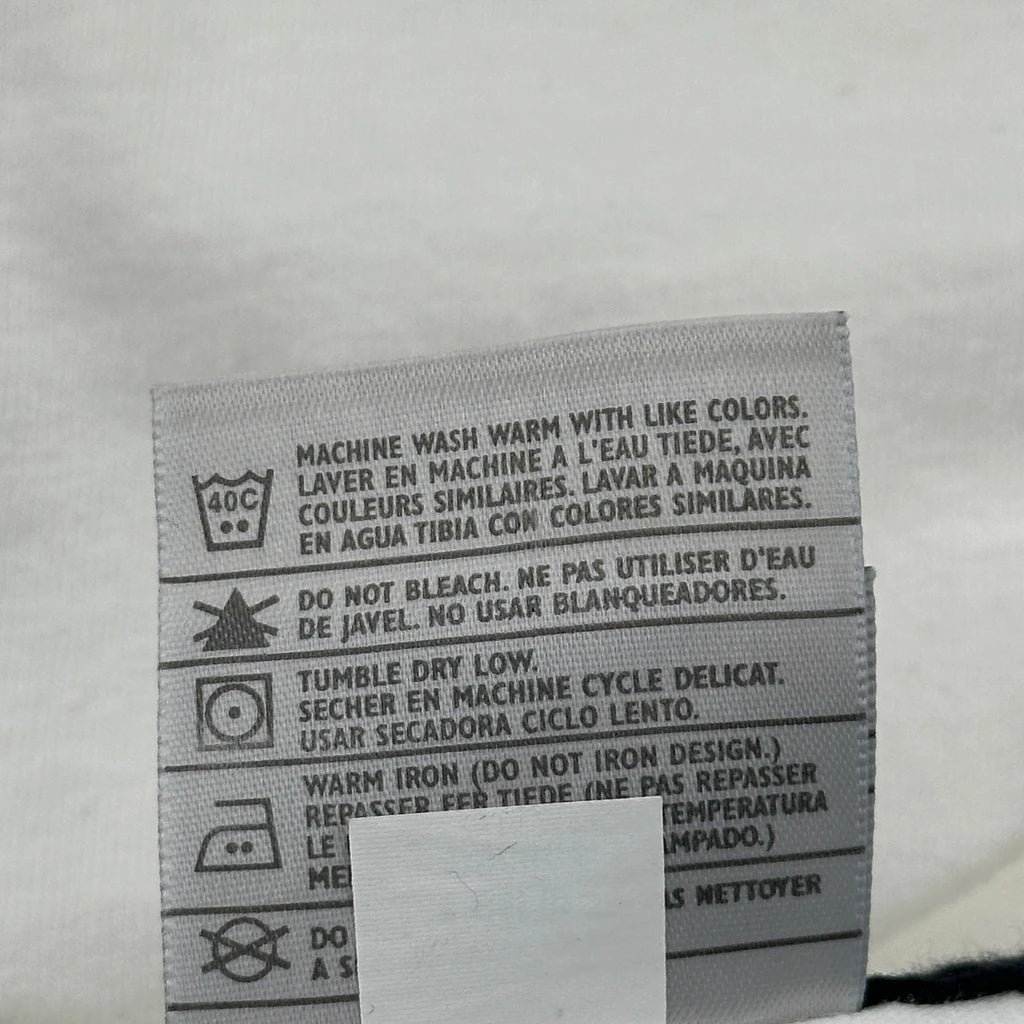 MACHINE WASH WARM WITH LIKE COLORS.
LAVER EN MACHINE A L'EAU TIEDE, AVEC
COULEURS SIMILAIRES. LAVAR A MAQUINA
EN AGUA TIBIA CON COLORES SIMILARES.
40C
DO NOT BLEACH. NE PAS UTILISER D'EAU
DE JAVEL. NO USAR BLANQUEADORES.
TUMBLE DRY LOW.
SECHER EN MACHINE CYCLE DELICAT.
USAR SECADORA CICLO LENTO.
WARM IRON (DO NOT IRON DESIGN.)
REPASSER FER TIEDE (NE PAS REPASSER
LE TEMPERATURA
DO NETTOYER
A